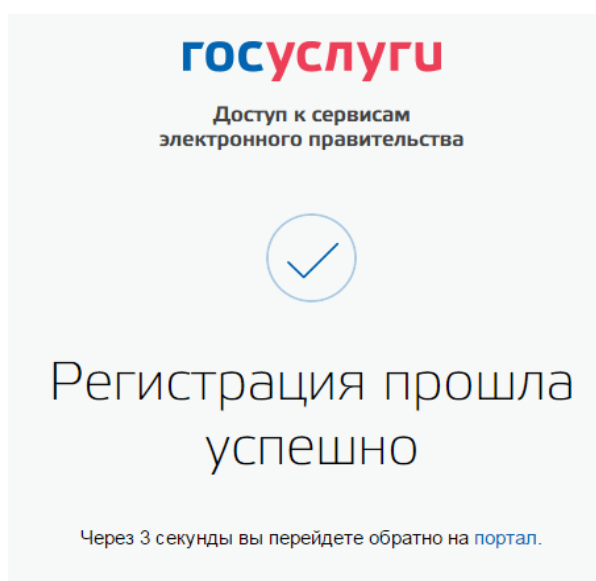 госуслуги
Доступ к сервисам
электронного правительства
Регистрация прошла
успешно
Через 3 секунды вы перейдете обратно на портал.